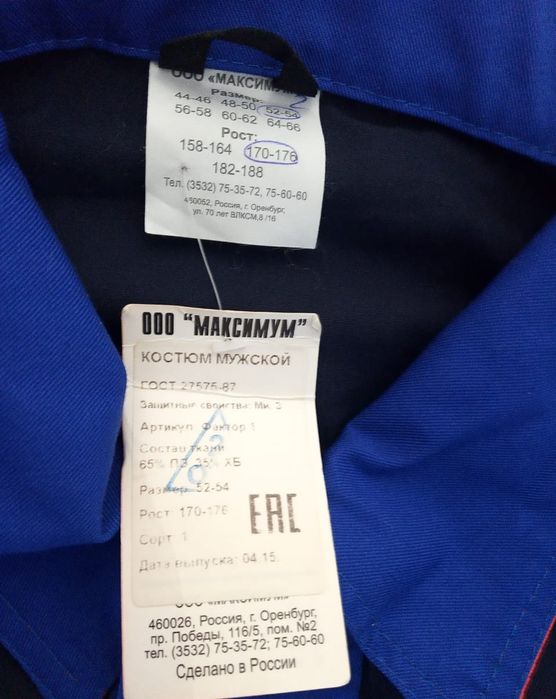 ООО «МАКСИМУМ»
Размер:
44-46 48-50 52-54
56-58 60-62 64-66
Рост:
158-164 170-176
182-188
Тел. (3532) 75-35-72, 75-60-60
450052, Россия, г. Оренбург,
ул. 70 лет ВЛКСМ,8 /16
ООО "МАКСИМУМ"
КОСТЮМ МУЖСКОЙ
ГОСТ 27575-87
Защитные свойства: Ми, З
Артикул: Фактор 1
Состав ткани
65% ПЭ 35% ХБ
Размер: 52-54
Рост: 170-176
Сорт: 1
Дата выпуска: 04.15.
EAC
ООО "МАКСИМУМ"
460026, Россия, г. Оренбург,
пр. Победы, 116/5, пом. №2
тел. (3532) 75-35-72; 75-60-60
Сделано в России